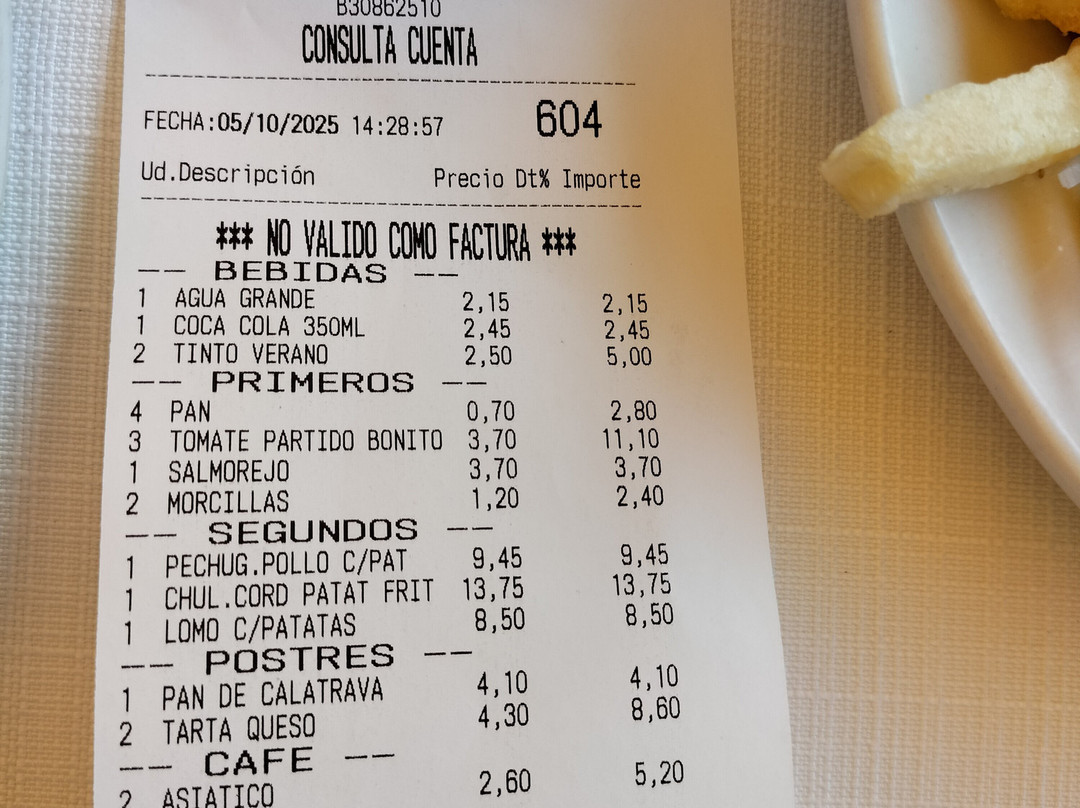 B30862510
CONSULTA CUENTA
FECHA:05/10/2025 14:28:57 604
Ud.Descripción Precio Dt% Importe
*** NO VALIDO COMO FACTURA ***
-- BEBIDAS --
1 AGUA GRANDE 2,15 2,15
1 COCA COLA 350ML 2,45 2,45
2 TINTO VERANO 2,50 5,00
-- PRIMEROS --
4 PAN 0,70 2,80
3 TOMATE PARTIDO BONITO 3,70 11,10
1 SALMOREJO 3,70 3,70
2 MORCILLAS 1,20 2,40
-- SEGUNDOS --
1 PECHUG.POLLO C/PAT 9,45 9,45
1 CHUL.CORD PATAT FRIT 13,75 13,75
1 LOMO C/PATATAS 8,50 8,50
-- POSTRES --
1 PAN DE CALATRAVA 4,10 4,10
2 TARTA QUESO 4,30 8,60
-- CAFE --
2 ASIATICO 2,60 5,20